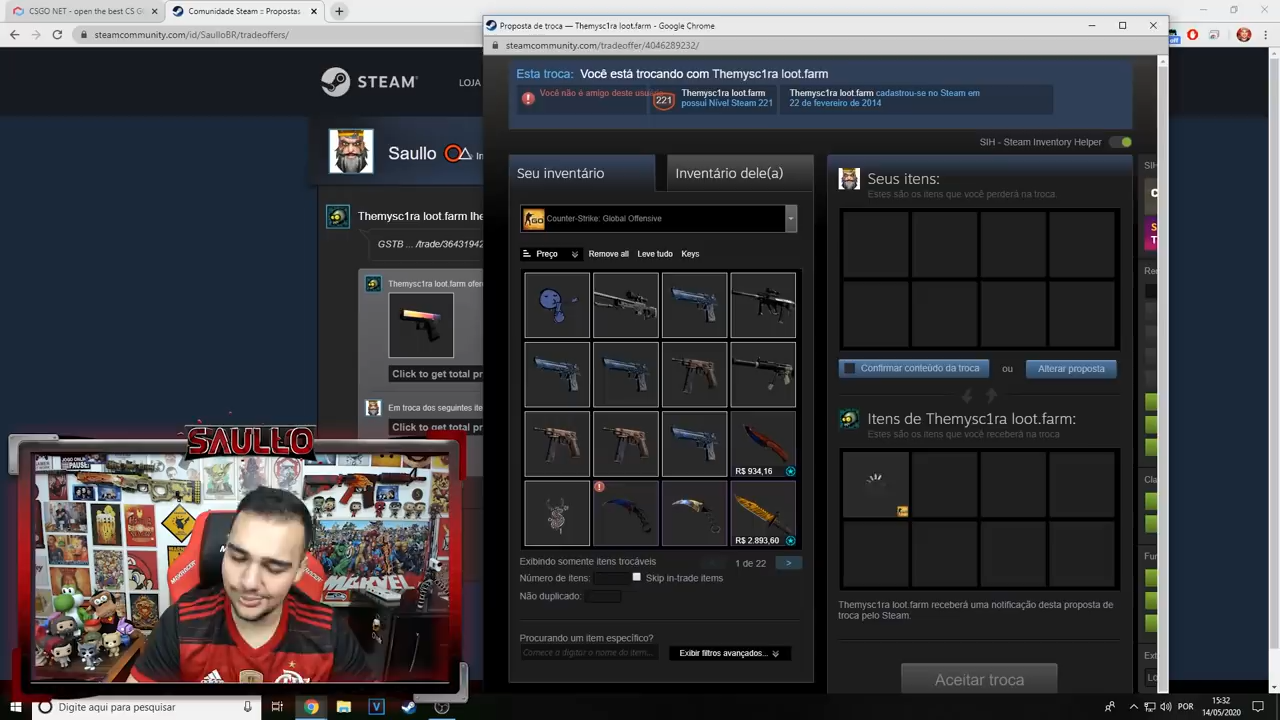 CSGO NET - open the best CS G
Comunidade Steam :: Propostas
steamcommunity.com/id/SaulloBR/tradeoffers/
STEAM
LOJA
Saullo
Themysc1ra loot.farm lhe
GSTB ... /trade/36431942
Themysc1ra loot.farm ofer
Click to get total pr
Em troca dos seguintes ite
Click to get total pr
SAULLO
MARVEL
Proposta de troca — Themysc1ra loot.farm - Google Chrome
steamcommunity.com/tradeoffer/4046289232/
Esta troca: Você está trocando com Themysc1ra loot.farm
Você não é amigo deste usu
221
Themysc1ra loot.farm
possui Nível Steam 221
Themysc1ra loot.farm cadastrou-se no Steam em
22 de fevereiro de 2014
SIH - Steam Inventory Helper
Seu inventário
Inventário dele(a)
Counter-Strike: Global Offensive
Preço
Remove all
Leve tudo
Keys
R$ 934,16
R$ 2.893,60
Exibindo somente itens trocáveis
1 de 22
>
Número de itens:
Skip in-trade items
Não duplicado:
Procurando um item específico?
Comece a digitar o nome do item...
Exibir filtros avançados...
Seus itens:
Estes são os itens que você perderá na troca.
Confirmar conteúdo da troca
ou
Alterar proposta
Itens de Themysc1ra loot.farm:
Estes são os itens que você receberá na troca
Themysc1ra loot.farm receberá uma notificação desta proposta de
troca pelo Steam.
Aceitar troca
SIH
Digite aqui para pesquisar
POR
15:32
14/05/2020